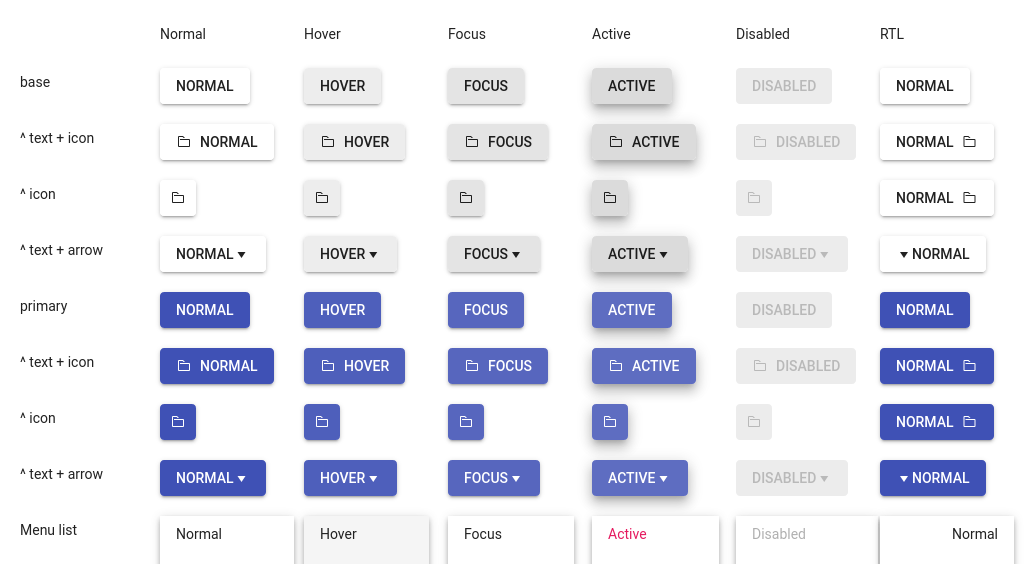 Normal Hover Focus Active Disabled RTL
base NORMAL HOVER FOCUS ACTIVE DISABLED NORMAL
^ text + icon NORMAL HOVER FOCUS ACTIVE DISABLED NORMAL
^ icon NORMAL
^ text + arrow NORMAL HOVER FOCUS ACTIVE DISABLED NORMAL
primary NORMAL HOVER FOCUS ACTIVE DISABLED NORMAL
^ text + icon NORMAL HOVER FOCUS ACTIVE DISABLED NORMAL
^ icon NORMAL
^ text + arrow NORMAL HOVER FOCUS ACTIVE DISABLED NORMAL
Menu list Normal Hover Focus Active Disabled Normal